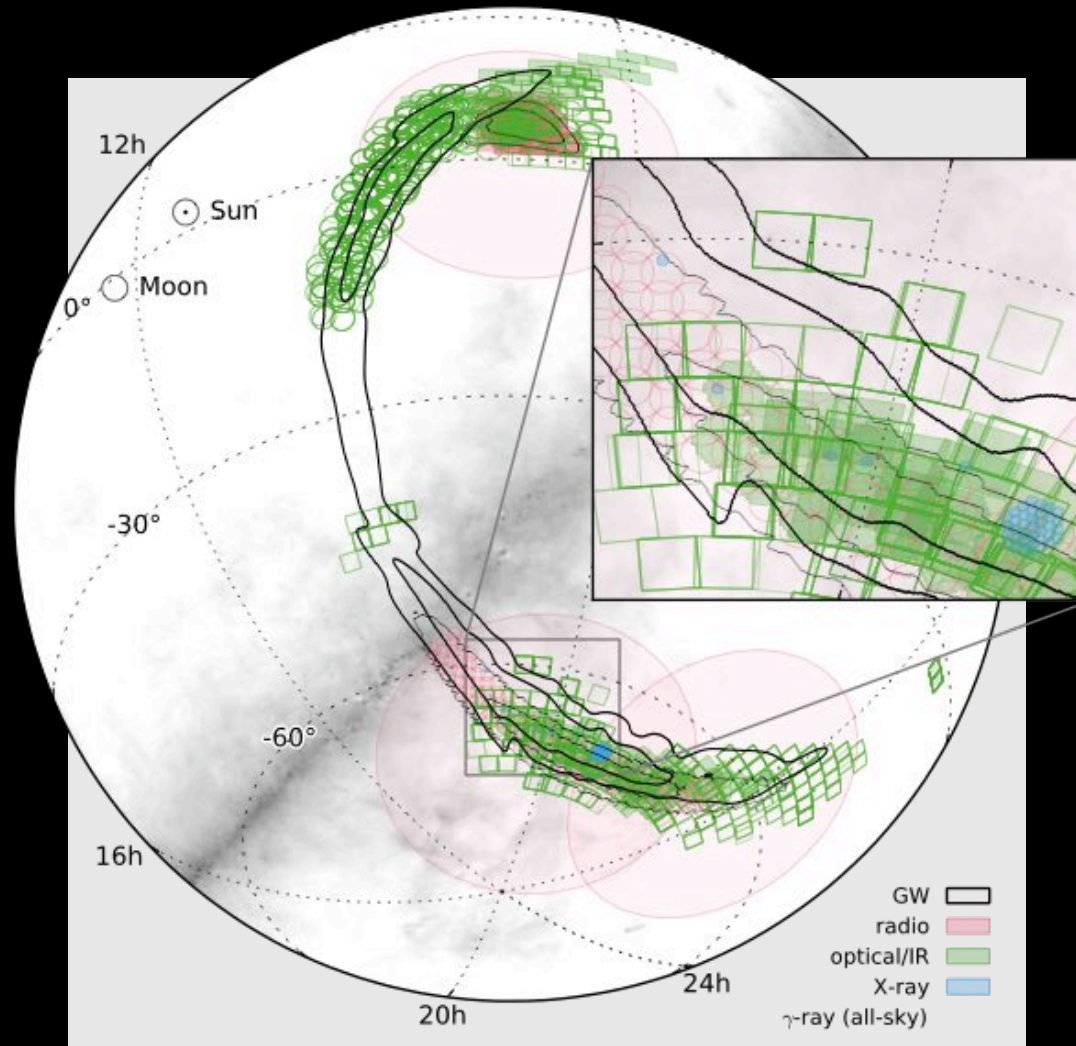 12h
Sun
Moon
0°
-30°
-60°
16h
20h
24h
GW
radio
optical/IR
X-ray
γ-ray (all-sky)